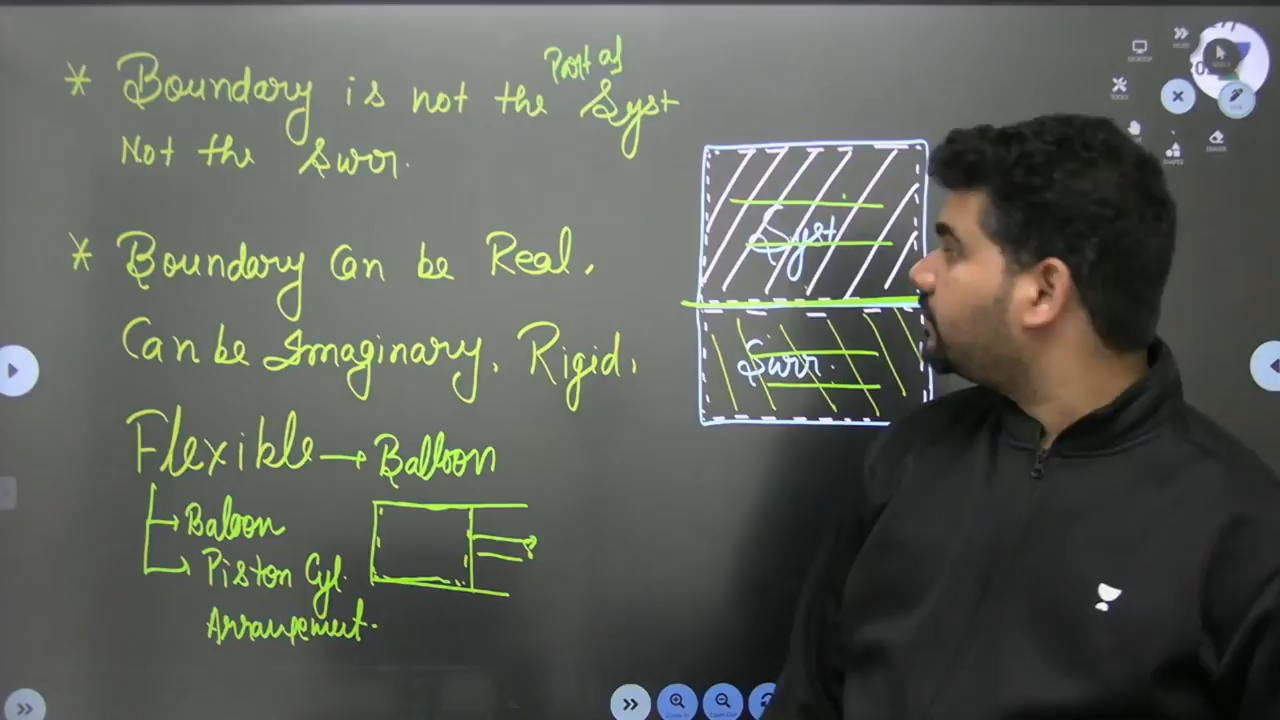 * Boundary is not the Part of Syst
Not the Surr.
* Boundary Can be Real.
Can be Imaginary. Rigid.
Flexible → Balloon
→ Baloon
→ Piston Cyl.
Arrangement.
Syst
Surr.